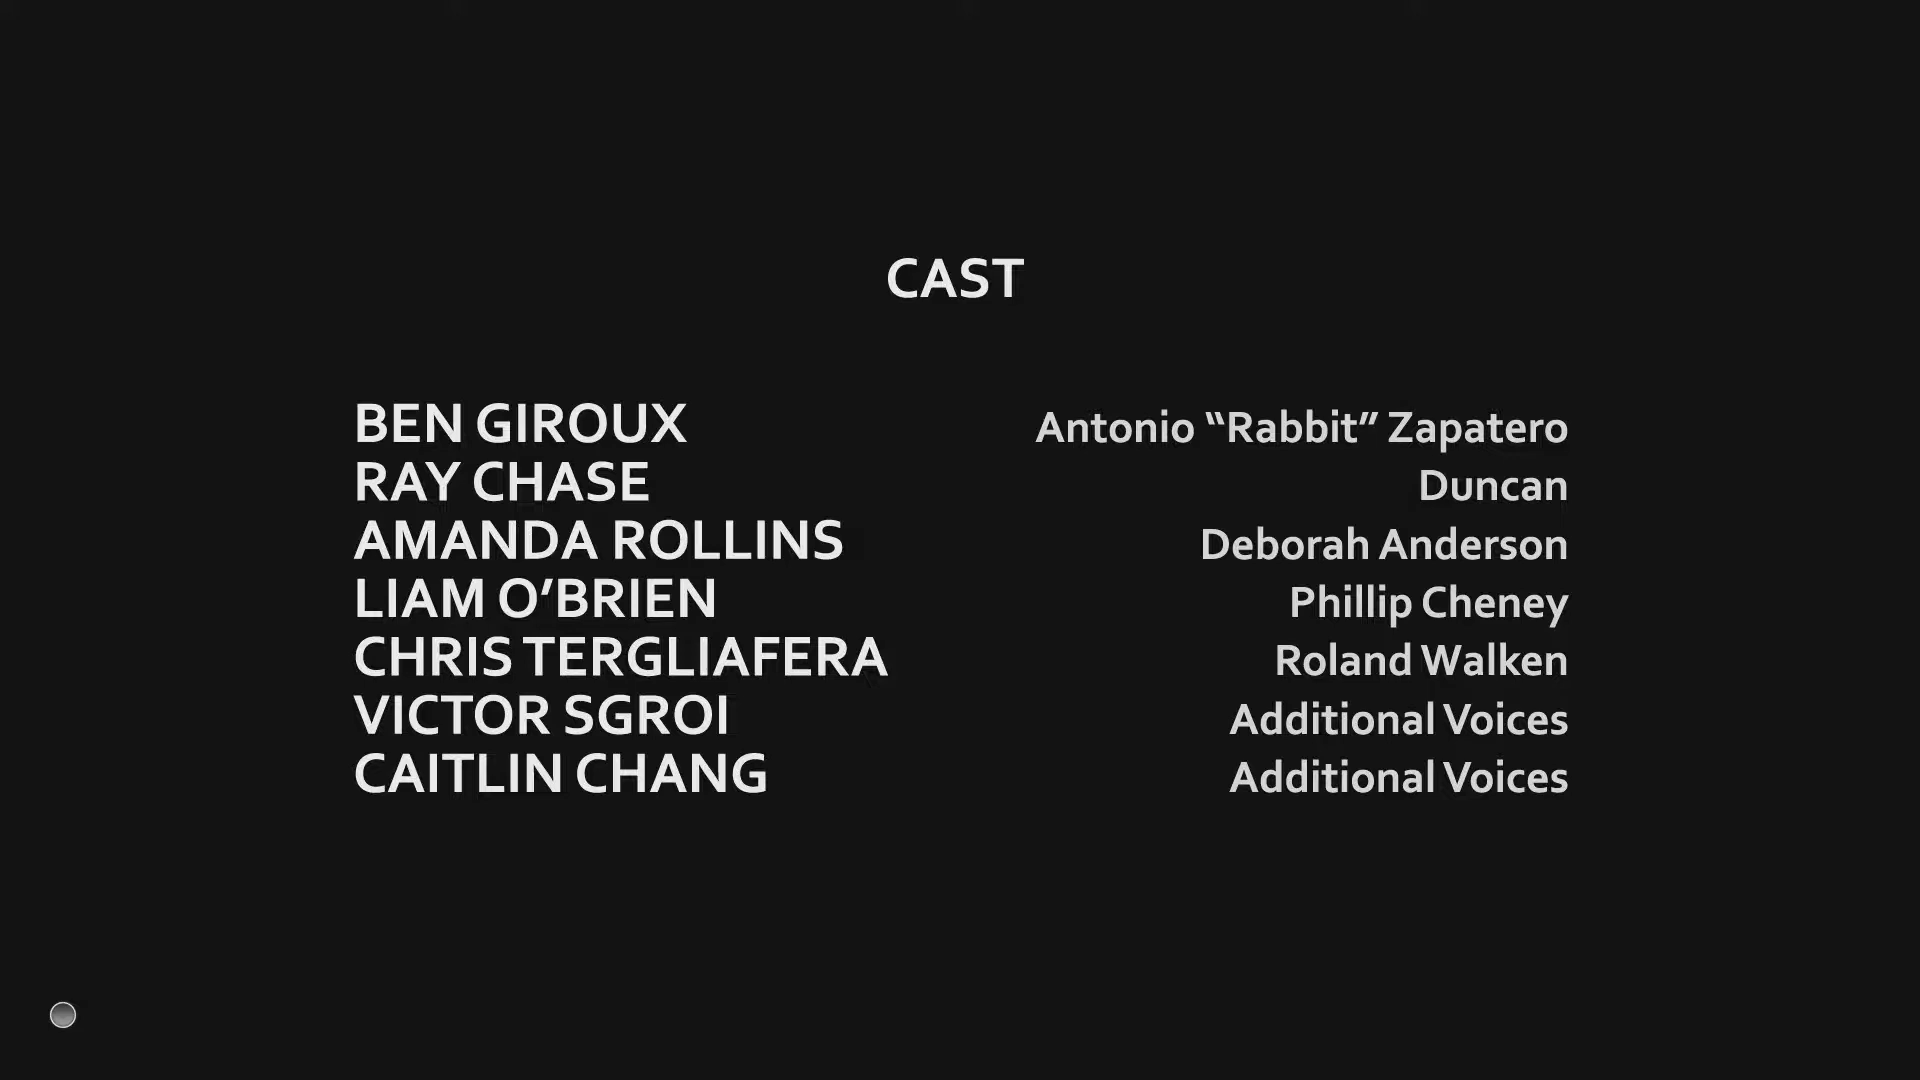 CAST
BEN GIROUX Antonio “Rabbit” Zapatero
RAY CHASE Duncan
AMANDA ROLLINS Deborah Anderson
LIAM O’BRIEN Phillip Cheney
CHRIS TERGLIAFERA Roland Walken
VICTOR SGROI Additional Voices
CAITLIN CHANG Additional Voices